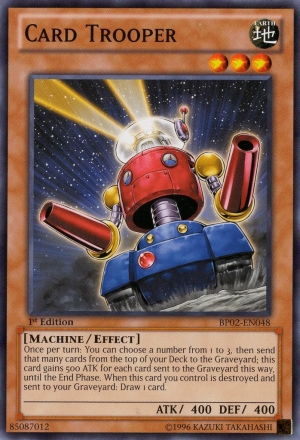 CARD TROOPER
EARTH
地
1st Edition
BP02-EN048
[MACHINE / EFFECT]
Once per turn: You can choose a number from 1 to 3, then send
that many cards from the top of your Deck to the Graveyard; this
card gains 500 ATK for each card sent to the Graveyard this way,
until the End Phase. When this card you control is destroyed and
sent to your Graveyard: Draw 1 card.
ATK/ 400 DEF/ 400
85087012
©1996 KAZUKI TAKAHASHI